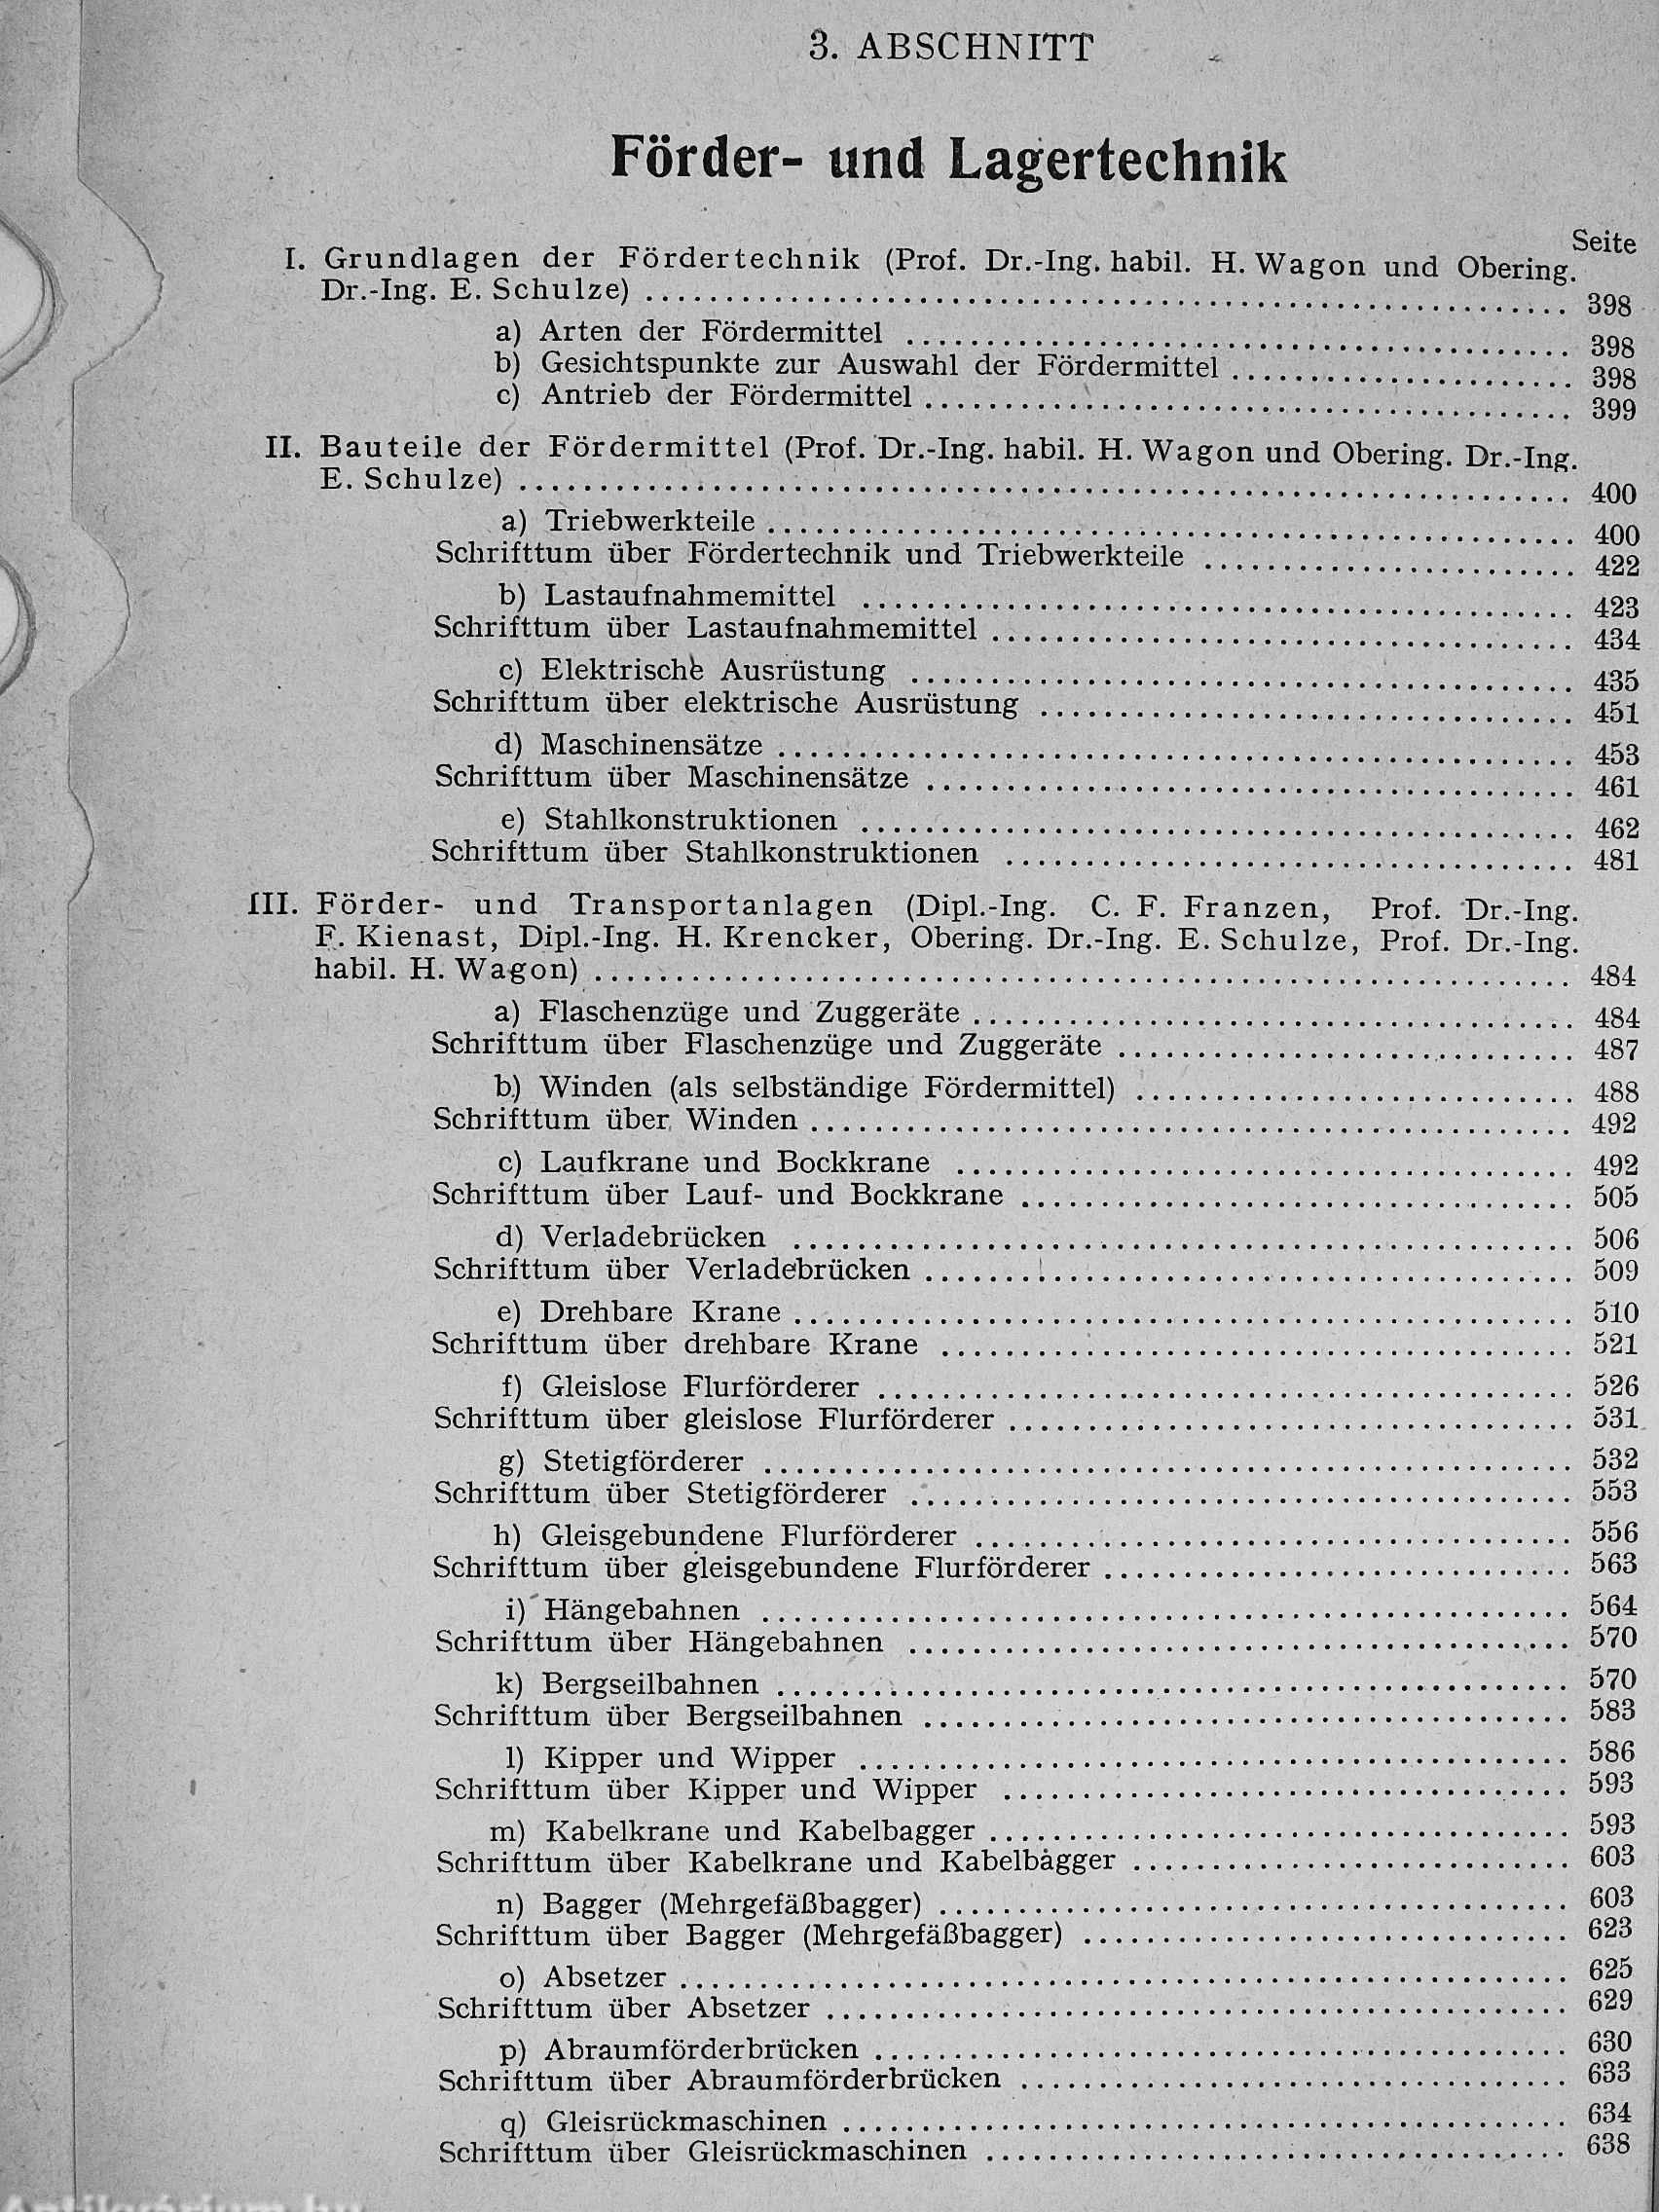 3. ABSCHNITT
Förder- und Lagertechnik
Seite
I. Grundlagen der Fördertechnik (Prof. Dr.-Ing. habil. H. Wagon und Obering.
Dr.-Ing. E. Schulze) ........................................ 398
a) Arten der Fördermittel ........................................ 398
b) Gesichtspunkte zur Auswahl der Fördermittel ........................................ 398
c) Antrieb der Fördermittel ........................................ 399
II. Bauteile der Fördermittel (Prof. Dr.-Ing. habil. H. Wagon und Obering. Dr.-Ing.
E. Schulze) ........................................ 400
a) Triebwerkteile ........................................ 400
Schrifttum über Fördertechnik und Triebwerkteile ........................................ 422
b) Lastaufnahmemittel ........................................ 423
Schrifttum über Lastaufnahmemittel ........................................ 434
c) Elektrische Ausrüstung ........................................ 435
Schrifttum über elektrische Ausrüstung ........................................ 451
d) Maschinensätze ........................................ 453
Schrifttum über Maschinensätze ........................................ 461
e) Stahlkonstruktionen ........................................ 462
Schrifttum über Stahlkonstruktionen ........................................ 481
III. Förder- und Transportanlagen (Dipl.-Ing. C. F. Franzen, Prof. Dr.-Ing.
F. Kienast, Dipl.-Ing. H. Krencker, Obering. Dr.-Ing. E. Schulze, Prof. Dr.-Ing.
habil. H. Wagon) ........................................ 484
a) Flaschenzüge und Zuggeräte ........................................ 484
Schrifttum über Flaschenzüge und Zuggeräte ........................................ 487
b) Winden (als selbständige Fördermittel) ........................................ 488
Schrifttum über Winden ........................................ 492
c) Laufkrane und Bockkrane ........................................ 492
Schrifttum über Lauf- und Bockkrane ........................................ 505
d) Verladebrücken ........................................ 506
Schrifttum über Verladebrücken ........................................ 509
e) Drehbare Krane ........................................ 510
Schrifttum über drehbare Krane ........................................ 521
f) Gleislose Flurförderer ........................................ 526
Schrifttum über gleislose Flurförderer ........................................ 531
g) Stetigförderer ........................................ 532
Schrifttum über Stetigförderer ........................................ 553
h) Gleisgebundene Flurförderer ........................................ 556
Schrifttum über gleisgebundene Flurförderer ........................................ 563
i) Hängebahnen ........................................ 564
Schrifttum über Hängebahnen ........................................ 570
k) Bergseilbahnen ........................................ 570
Schrifttum über Bergseilbahnen ........................................ 583
l) Kipper und Wipper ........................................ 586
Schrifttum über Kipper und Wipper ........................................ 593
m) Kabelkrane und Kabelbagger ........................................ 593
Schrifttum über Kabelkrane und Kabelbagger ........................................ 603
n) Bagger (Mehrgefäßbagger) ........................................ 603
Schrifttum über Bagger (Mehrgefäßbagger) ........................................ 623
o) Absetzer ........................................ 625
Schrifttum über Absetzer ........................................ 629
p) Abraumförderbrücken ........................................ 630
Schrifttum über Abraumförderbrücken ........................................ 633
q) Gleisrückmaschinen ........................................ 634
Schrifttum über Gleisrückmaschinen ........................................ 638